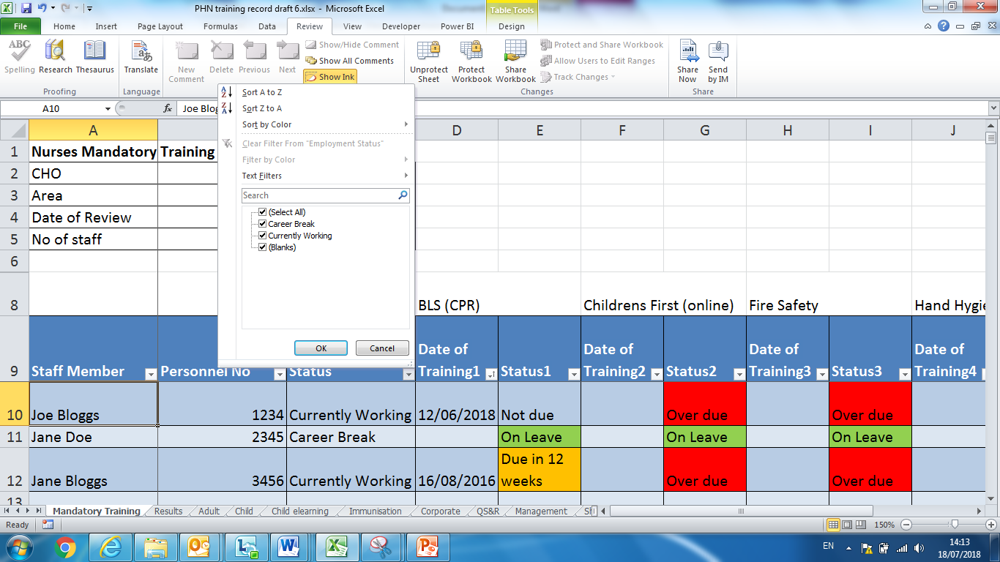 PHN training record draft 6.xlsx - Microsoft Excel
Table Tools
File Home Insert Page Layout Formulas Data Review View Developer Power BI Design
ABC
Spelling Research Thesaurus
Proofing
Translate
Language
New Comment Delete Previous Next
Show/Hide Comment
Show All Comments
Show Ink
Unprotect Sheet Protect Workbook Share Workbook
Protect and Share Workbook
Allow Users to Edit Ranges
Track Changes
Changes
Share Now Send by IM
Share
A10 fx Joe Blog
Sort A to Z
Sort Z to A
Sort by Color
Clear Filter From "Employment Status"
Filter by Color
Text Filters
Search
(Select All)
Career Break
Currently Working
(Blanks)
OK Cancel
A D E F G H I J
1 Nurses Mandatory Training
2 CHO
3 Area
4 Date of Review
5 No of staff
6
8 BLS (CPR) Childrens First (online) Fire Safety Hand Hygie
9 Staff Member Personnel No Status Date of Training1 Status1 Date of Training2 Status2 Date of Training3 Status3 Date of Training4
10 Joe Bloggs 1234 Currently Working 12/06/2018 Not due Over due Over due
11 Jane Doe 2345 Career Break On Leave On Leave On Leave
12 Jane Bloggs 3456 Currently Working 16/08/2016 Due in 12 weeks Over due Over due
13
Mandatory Training Results Adult Child Child elearning Immunisation Corporate QS&R Management
Ready 150%
EN 14:13
18/07/2018